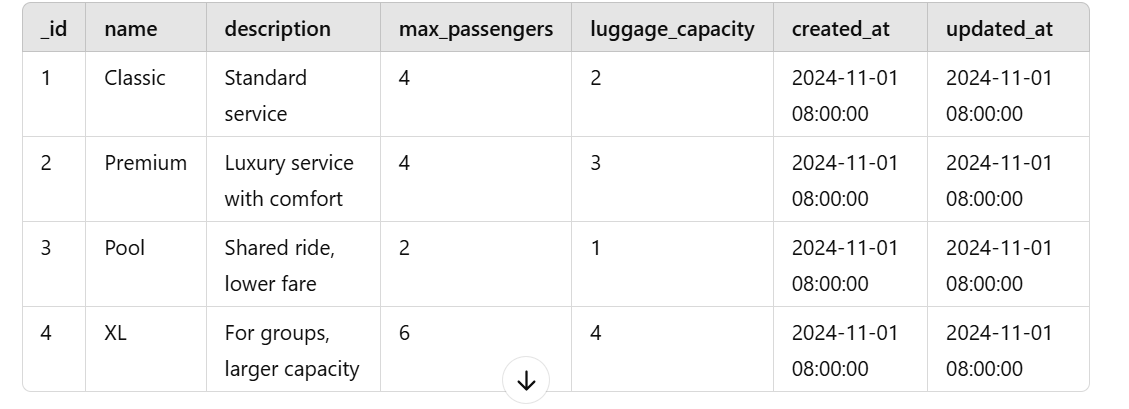 _id name description max_passengers luggage_capacity created_at updated_at
1 Classic Standard 4 2 2024-11-01 2024-11-01
service 08:00:00 08:00:00
2 Premium Luxury service 4 3 2024-11-01 2024-11-01
with comfort 08:00:00 08:00:00
3 Pool Shared ride, 2 1 2024-11-01 2024-11-01
lower fare 08:00:00 08:00:00
4 XL For groups, 6 4 2024-11-01 2024-11-01
larger capacity 08:00:00 08:00:00